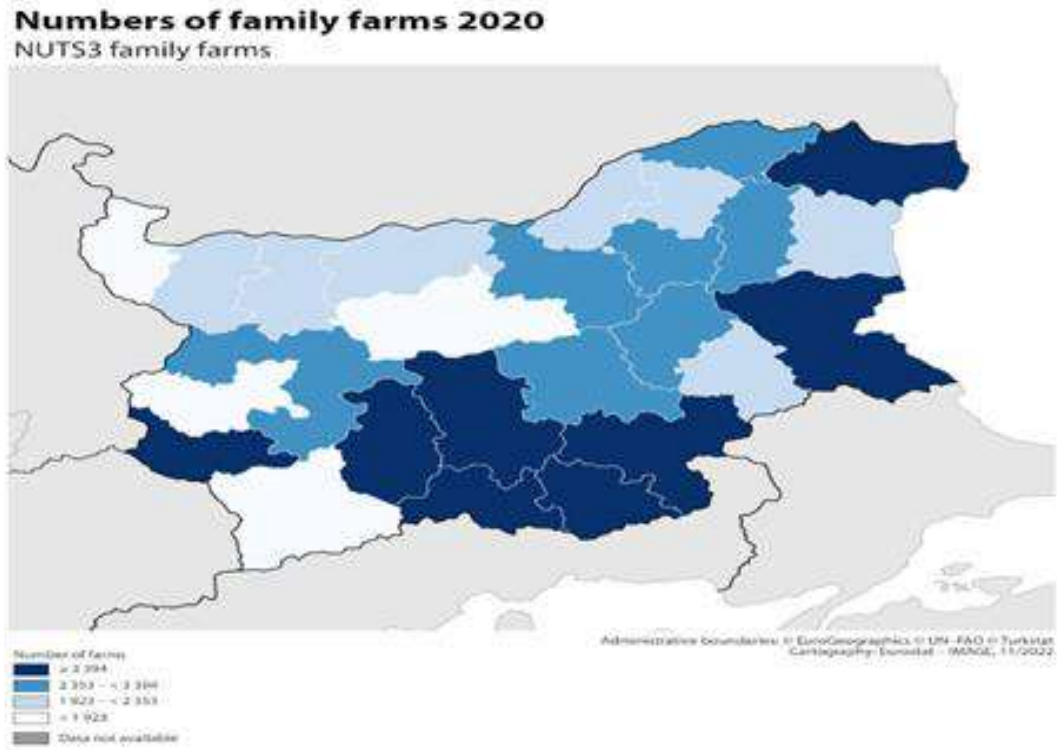 Numbers of family farms 2020
NUTS3 family farms
Administrative boundaries: © EuroGeographics © UN-FAO © Turkstat
Cartography: Eurostat - IMAGE, 11/2022
Number of farms
≥ 3 394
2 353 - < 3 394
1 923 - < 2 353
< 1 923
Data not available